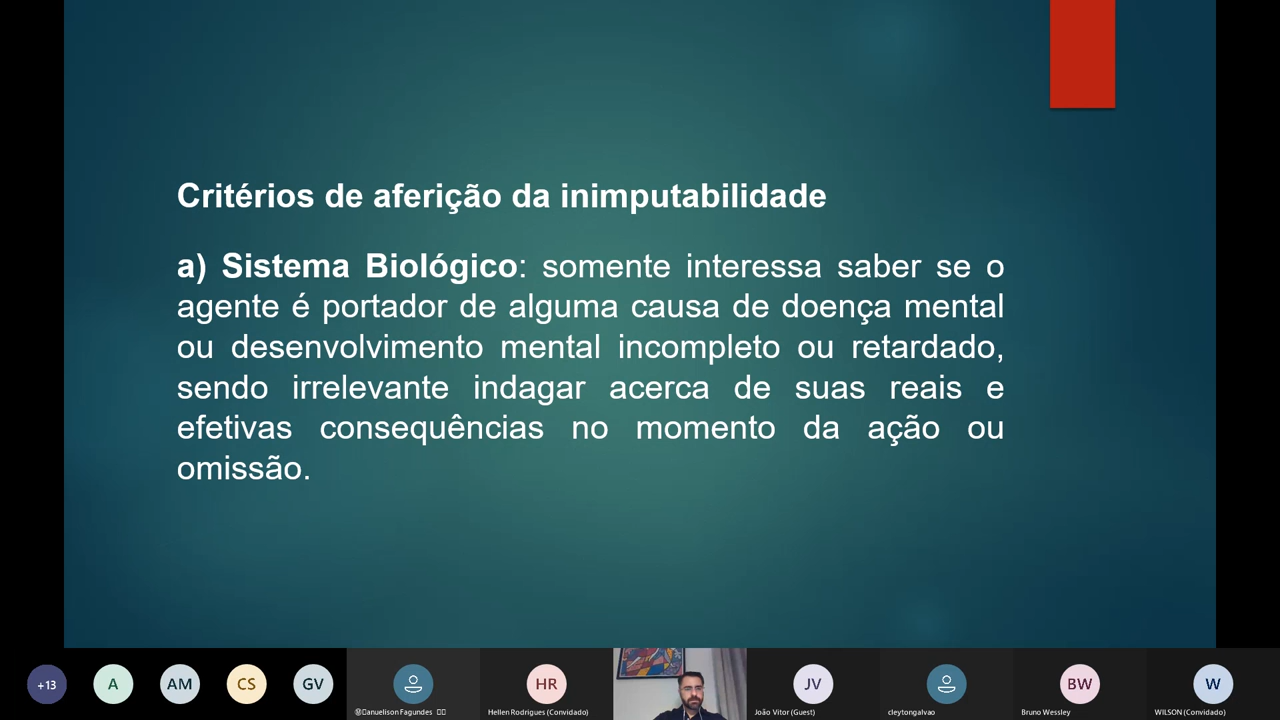 Critérios de aferição da inimputabilidade
a) Sistema Biológico: somente interessa saber se o
agente é portador de alguma causa de doença mental
ou desenvolvimento mental incompleto ou retardado,
sendo irrelevante indagar acerca de suas reais e
efetivas consequências no momento da ação ou
omissão.
+13
A
AM
CS
GV
HR
JV
BW
W
Danuelison Fagundes
Hellen Rodrigues (Convidado)
João Vitor (Guest)
cleytongalvao
Bruno Wessley
WILSON (Convidado)